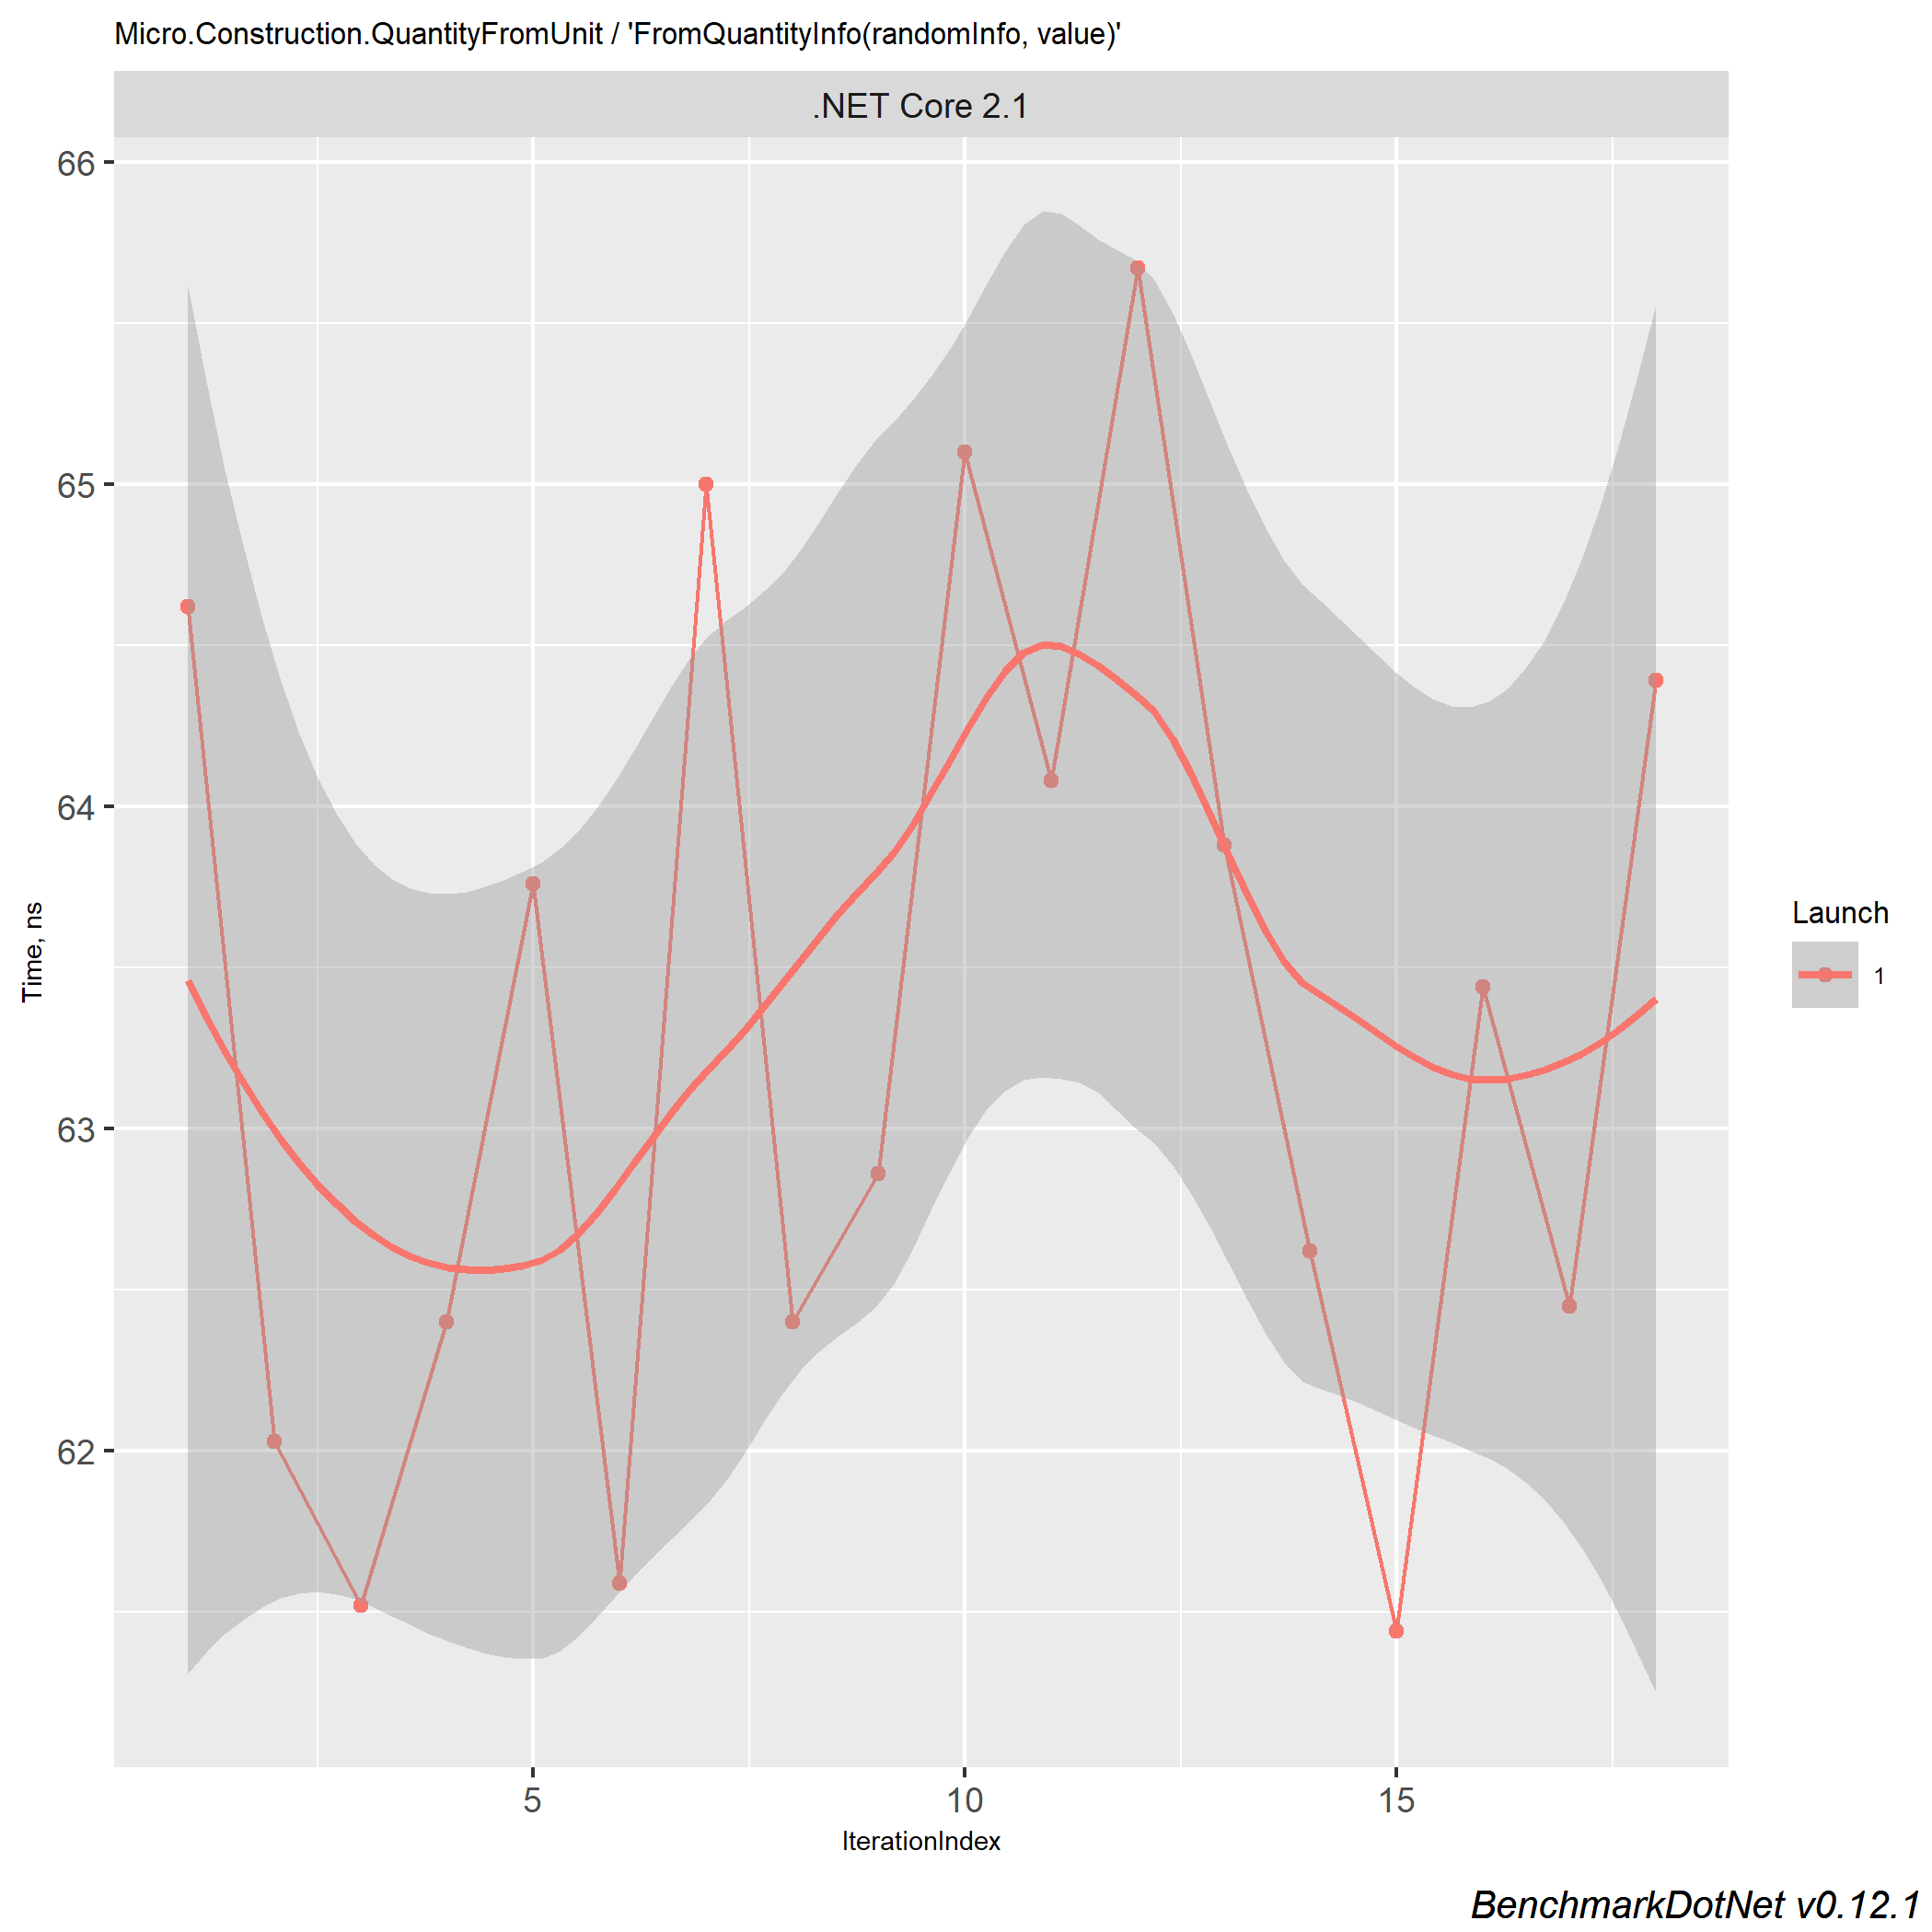 Micro.Construction.QuantityFromUnit / 'FromQuantityInfo(randomInfo, value)'
.NET Core 2.1
66
65
64
63
62
Time, ns
5
10
15
IterationIndex
Launch
1
BenchmarkDotNet v0.12.1